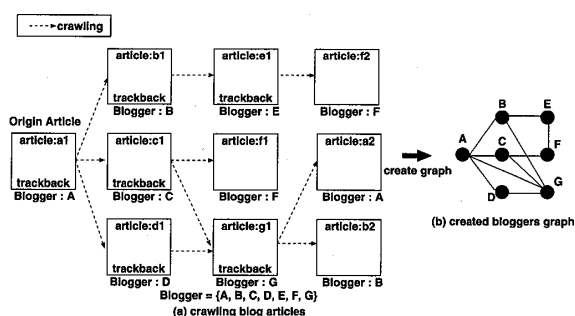 crawling
article:b1
trackback
Blogger : B
article:e1
trackback
Blogger : E
article:f2
Blogger : F
Origin Article
article:a1
trackback
Blogger : A
article:c1
trackback
Blogger : C
article:f1
Blogger : F
article:a2
Blogger : A
article:d1
trackback
Blogger : D
article:g1
trackback
Blogger : G
article:b2
Blogger : B
Blogger = {A, B, C, D, E, F, G}
(a) crawling blog articles
create graph
B
E
A
C
F
D
G
(b) created bloggers graph